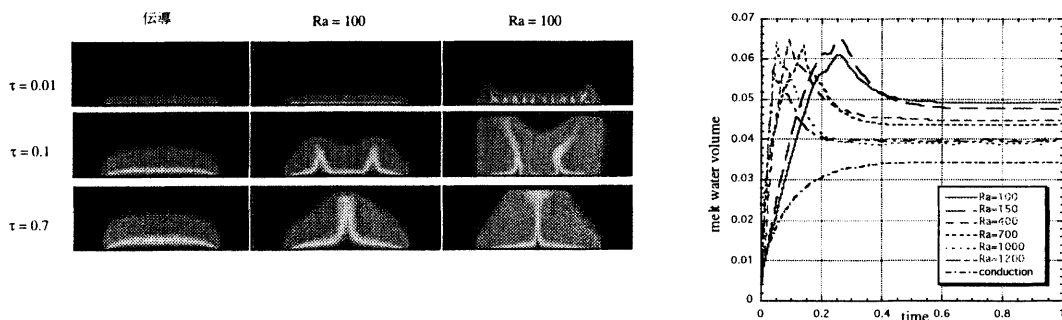 伝導
Ra = 100
Ra = 100
τ = 0.01
τ = 0.1
τ = 0.7
mek water volume
0.07
0.06
0.05
0.04
0.03
0.02
0.01
0
0
0.2
0.4
0.6
0.8
time
Ra=100
Ra=150
Ra=400
Ra=700
Ra=1000
Ra=1200
conduction